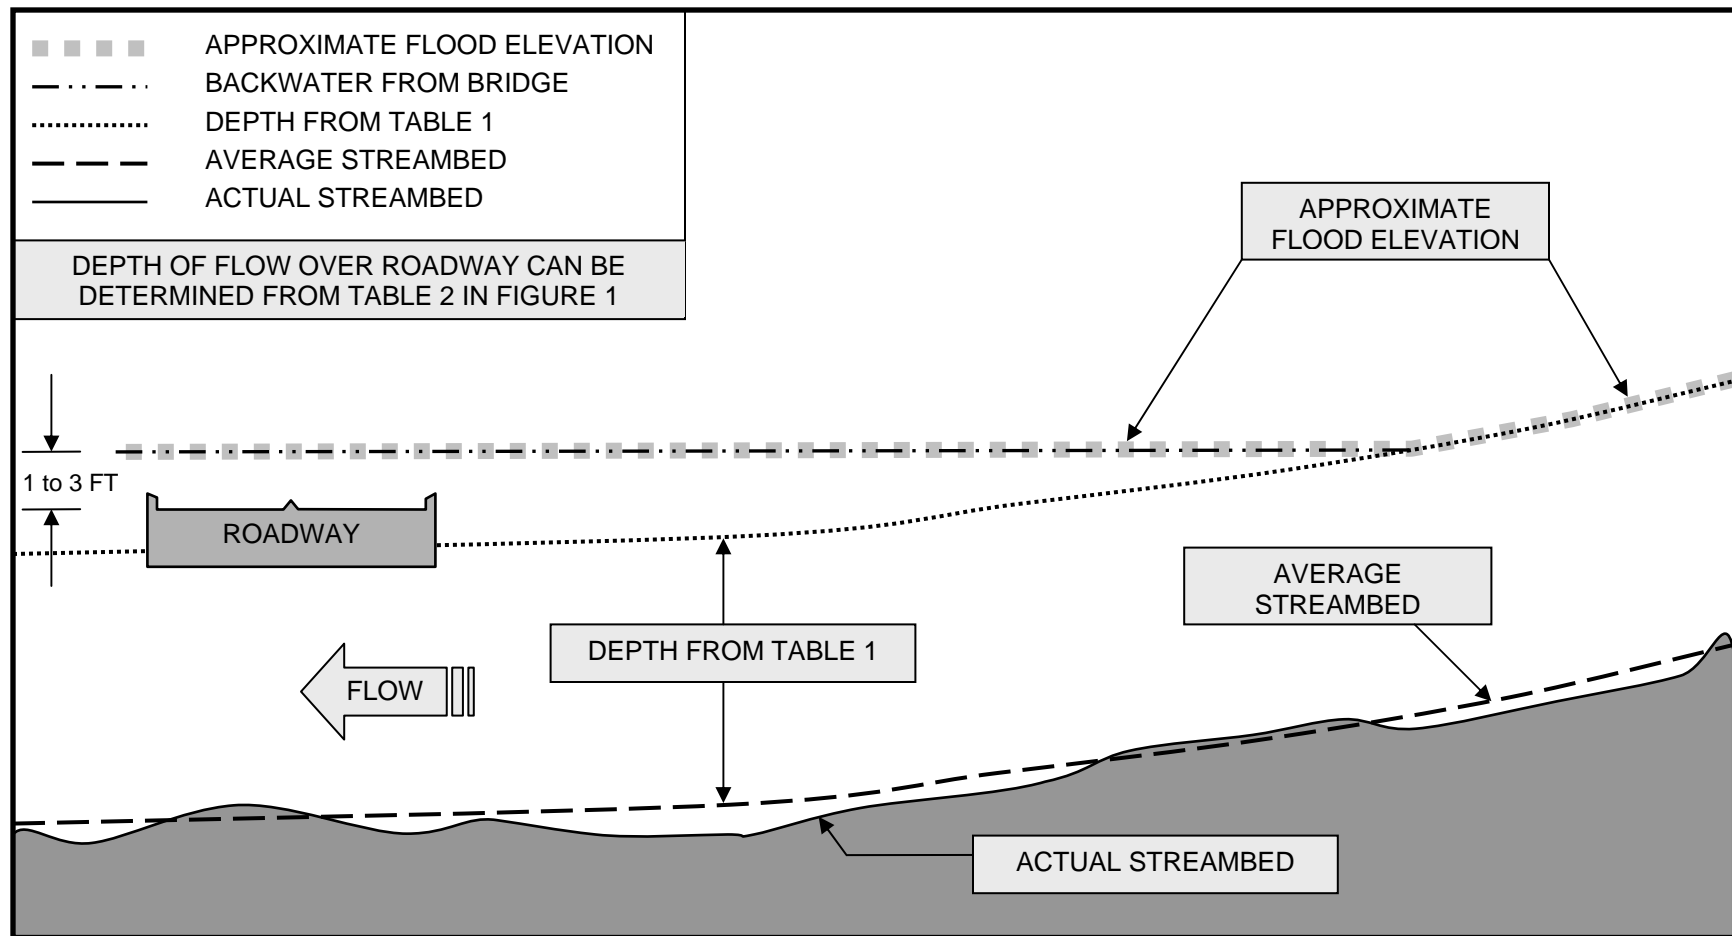 APPROXIMATE FLOOD ELEVATION
BACKWATER FROM BRIDGE
DEPTH FROM TABLE 1
AVERAGE STREAMBED
ACTUAL STREAMBED
DEPTH OF FLOW OVER ROADWAY CAN BE
DETERMINED FROM TABLE 2 IN FIGURE 1
APPROXIMATE
FLOOD ELEVATION
1 to 3 FT
ROADWAY
AVERAGE
STREAMBED
DEPTH FROM TABLE 1
FLOW
ACTUAL STREAMBED